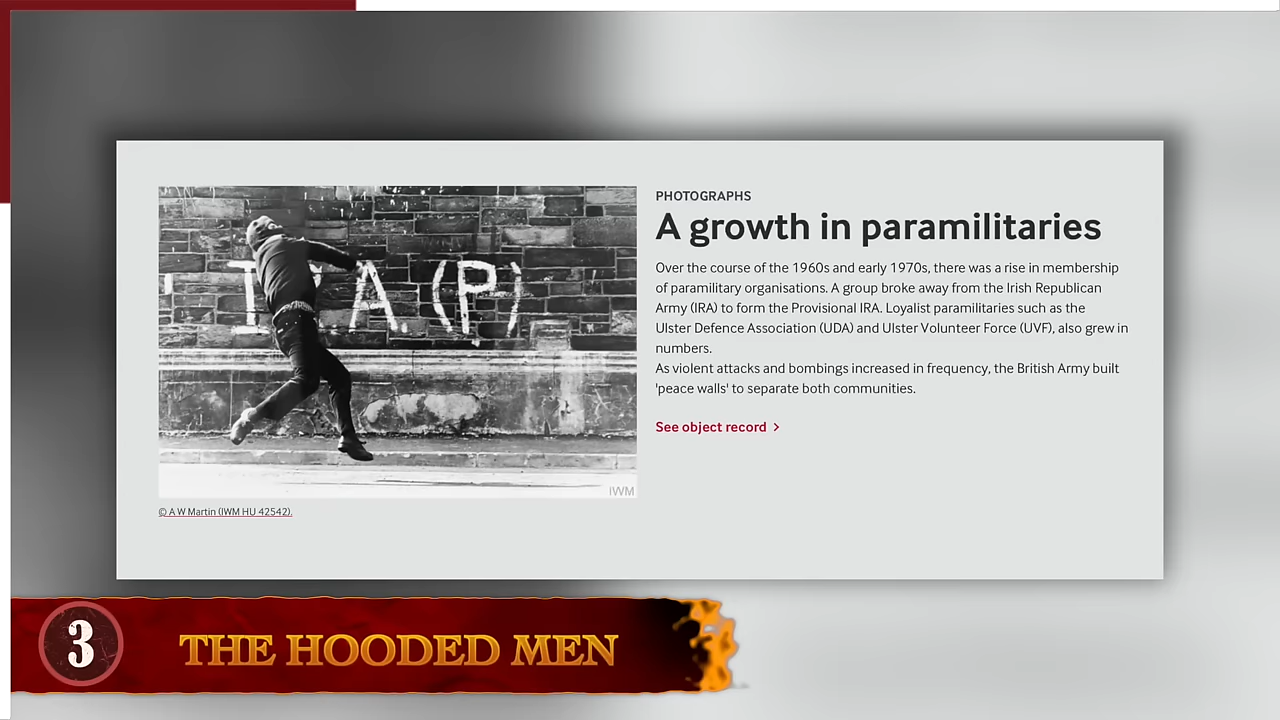 I.R.A. (P)
IWM
© A W Martin (IWM HU 42542).
PHOTOGRAPHS
A growth in paramilitaries
Over the course of the 1960s and early 1970s, there was a rise in membership
of paramilitary organisations. A group broke away from the Irish Republican
Army (IRA) to form the Provisional IRA. Loyalist paramilitaries such as the
Ulster Defence Association (UDA) and Ulster Volunteer Force (UVF), also grew in
numbers.
As violent attacks and bombings increased in frequency, the British Army built
'peace walls' to separate both communities.
See object record >
3
THE HOODED MEN